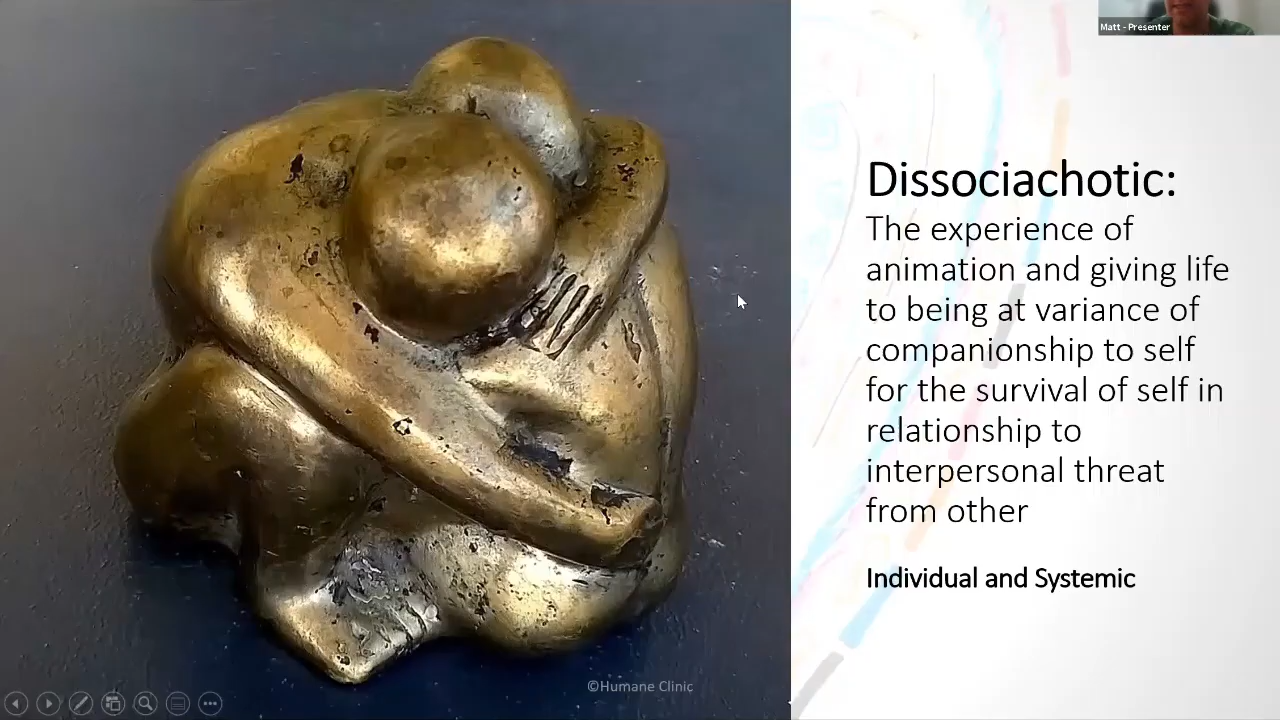 Matt - Presenter
Dissociachotic:
The experience of
animation and giving life
to being at variance of
companionship to self
for the survival of self in
relationship to
interpersonal threat
from other
Individual and Systemic
©Humane Clinic